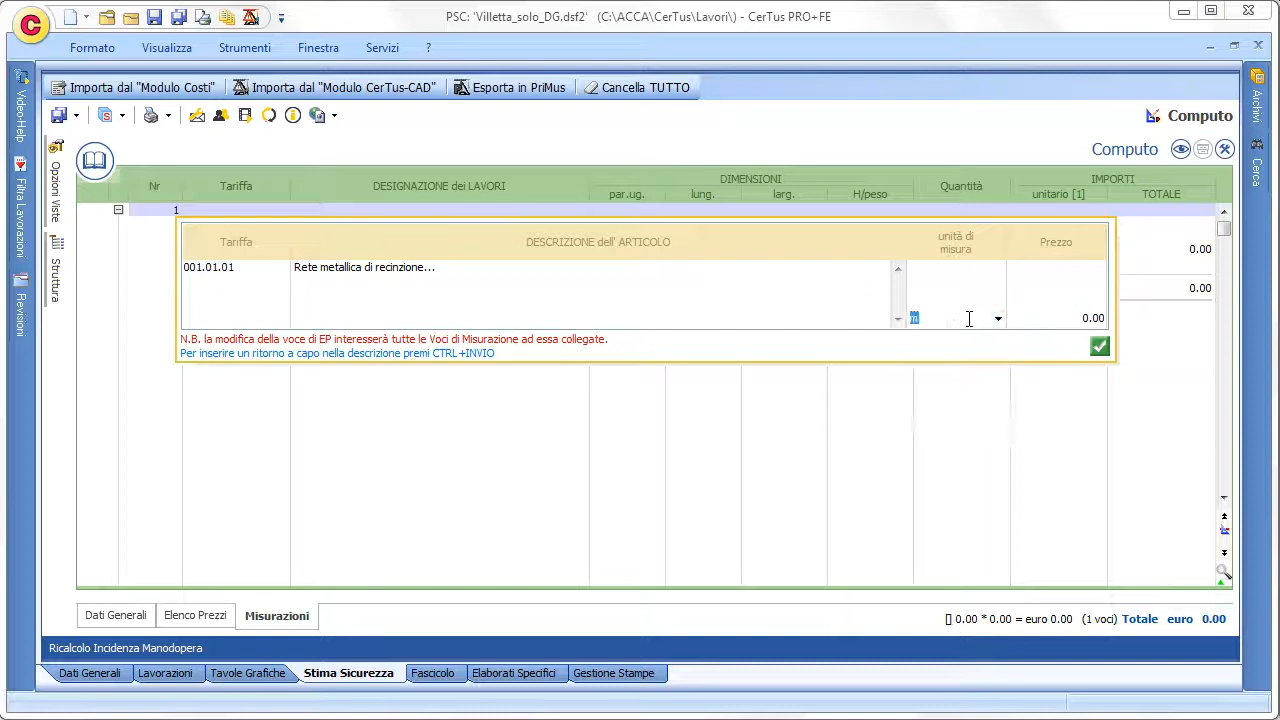 PSC: 'Villetta_solo_DG.dsf2' (C:\ACCA\CerTus\Lavori - CerTus PRO+FE
Formato Visualizza Strumenti Finestra Servizi ?
Importa dal "Modulo Costi" Importa dal "Modulo CerTus-CAD" Esporta in PriMus Cancella TUTTO
Computo
Computo
Video-Help
Filtra Lavorazioni
Revisioni
Opzioni Viste
Struttura
Archivi
Cerca
Nr Tariffa DESIGNAZIONE dei LAVORI DIMENSIONI Quantità IMPORTI
par.ug. lung. larg. H/peso unitario [1] TOTALE
1
Tariffa DESCRIZIONE dell' ARTICOLO unità di misura Prezzo
0.00
001.01.01 Rete metallica di recinzione...
0.00
m 0.00
N.B. la modifica della voce di EP interesserà tutte le Voci di Misurazione ad essa collegate.
Per inserire un ritorno a capo nella descrizione premi CTRL+INVIO
Dati Generali Elenco Prezzi Misurazioni
[] 0.00 * 0.00 = euro 0.00 (1 voci) Totale euro 0.00
Ricalcolo Incidenza Manodopera
Dati Generali Lavorazioni Tavole Grafiche Stima Sicurezza Fascicolo Elaborati Specifici Gestione Stampe